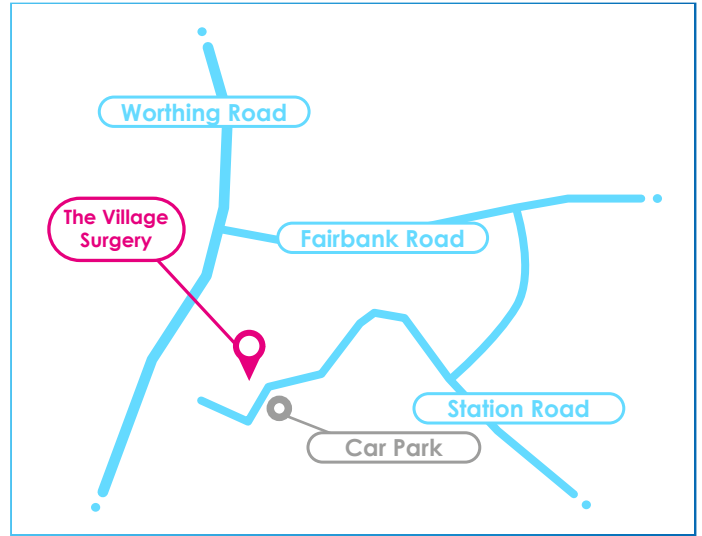 Worthing Road
The Village
Surgery
Fairbank Road
Station Road
Car Park